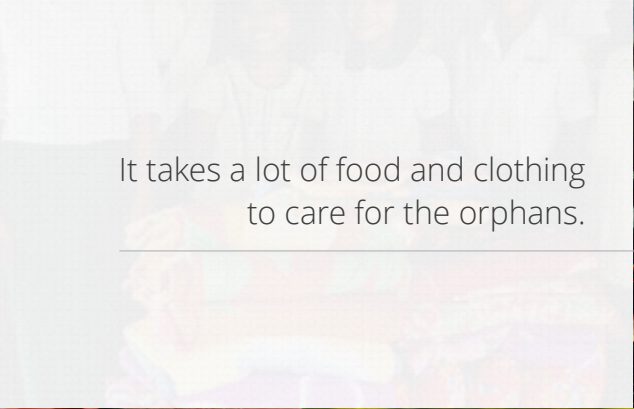 It takes a lot of food and clothing
to care for the orphans.